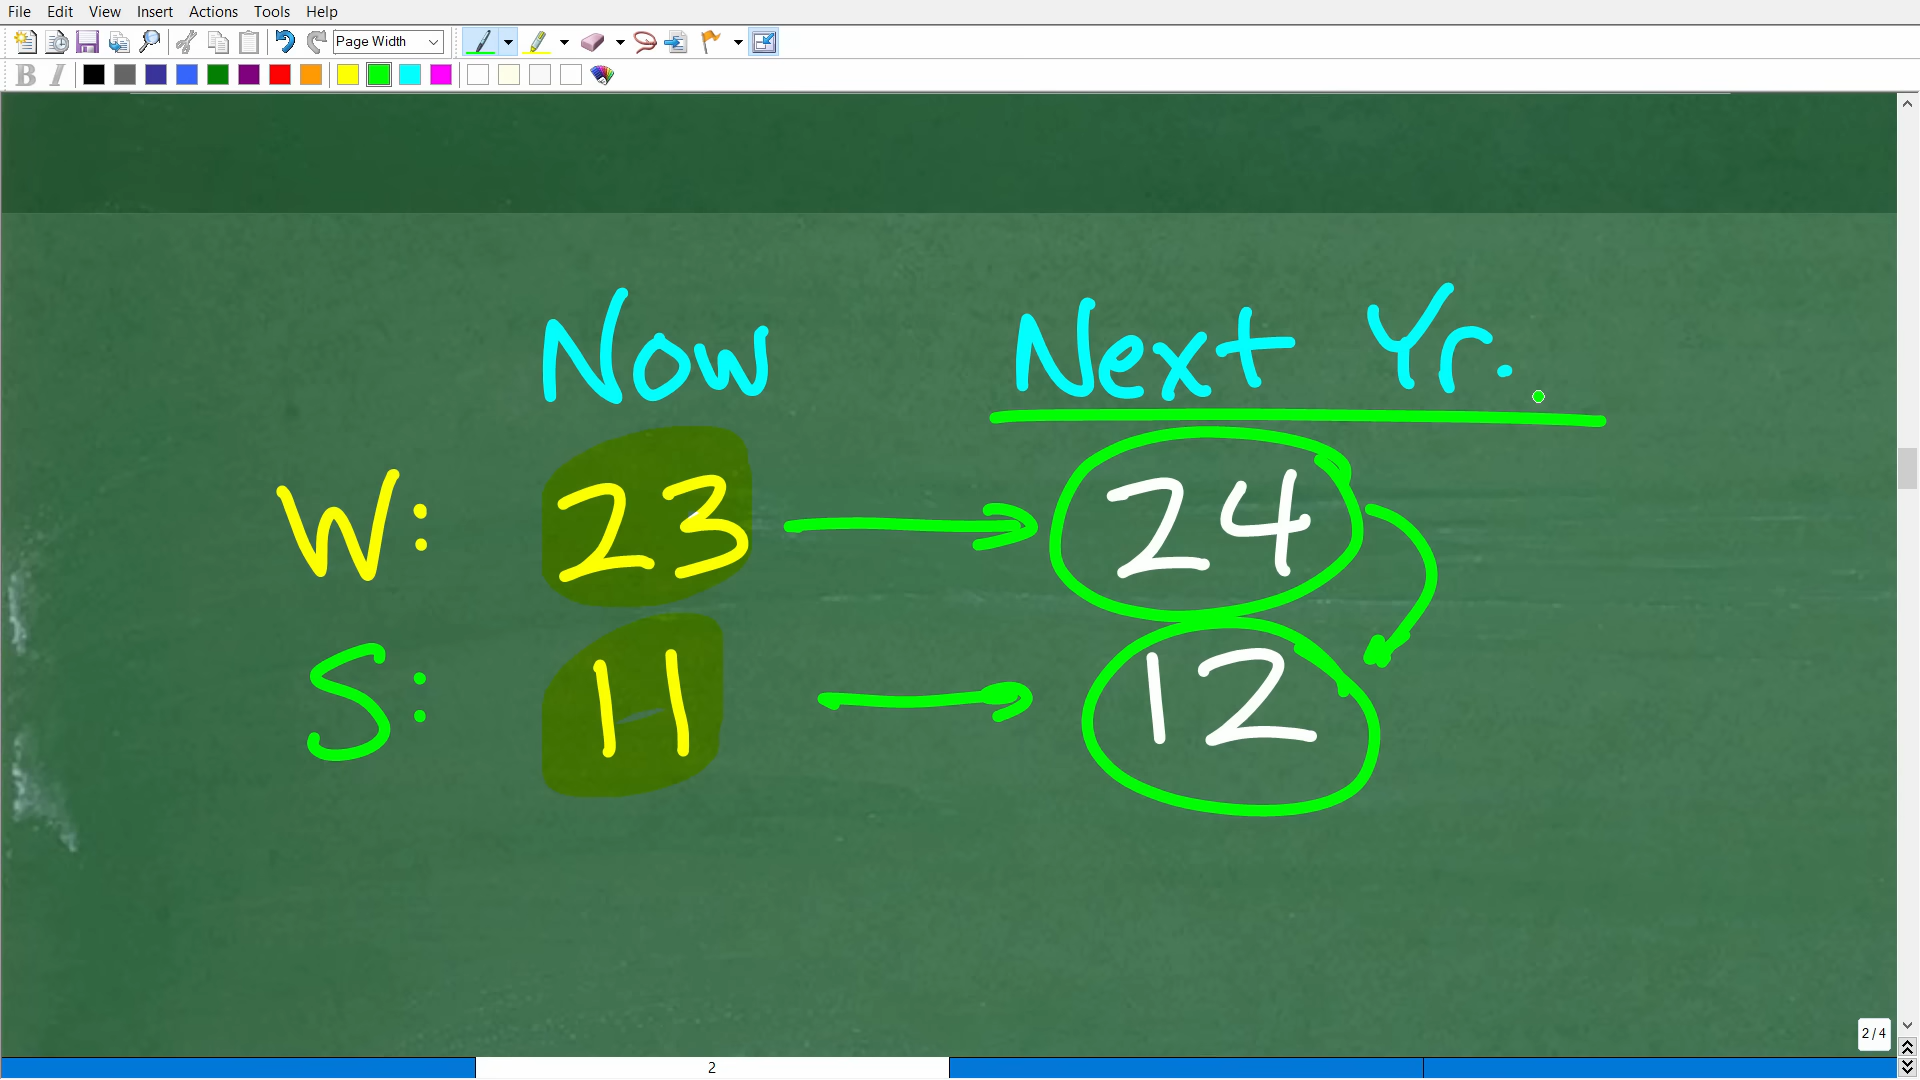 File Edit View Insert Actions Tools Help
Page Width
B I
Now Next Yr.
W: 23 24
S: 11 12
2 / 4
2